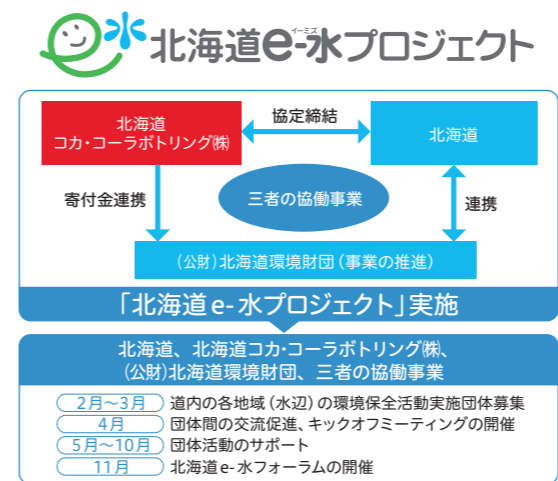 イーミズ
北海道e-水プロジェクト
北海道
コカ・コーラボトリング㈱
協定締結
北海道
寄付金連携
三者の協働事業
連携
(公財)北海道環境財団(事業の推進)
「北海道e-水プロジェクト」実施
北海道、北海道コカ・コーラボトリング㈱、
(公財)北海道環境財団、三者の協働事業
2月〜3月 道内の各地域(水辺)の環境保全活動実施団体募集
4月 団体間の交流促進、キックオフミーティングの開催
5月〜10月 団体活動のサポート
11月 北海道e-水フォーラムの開催